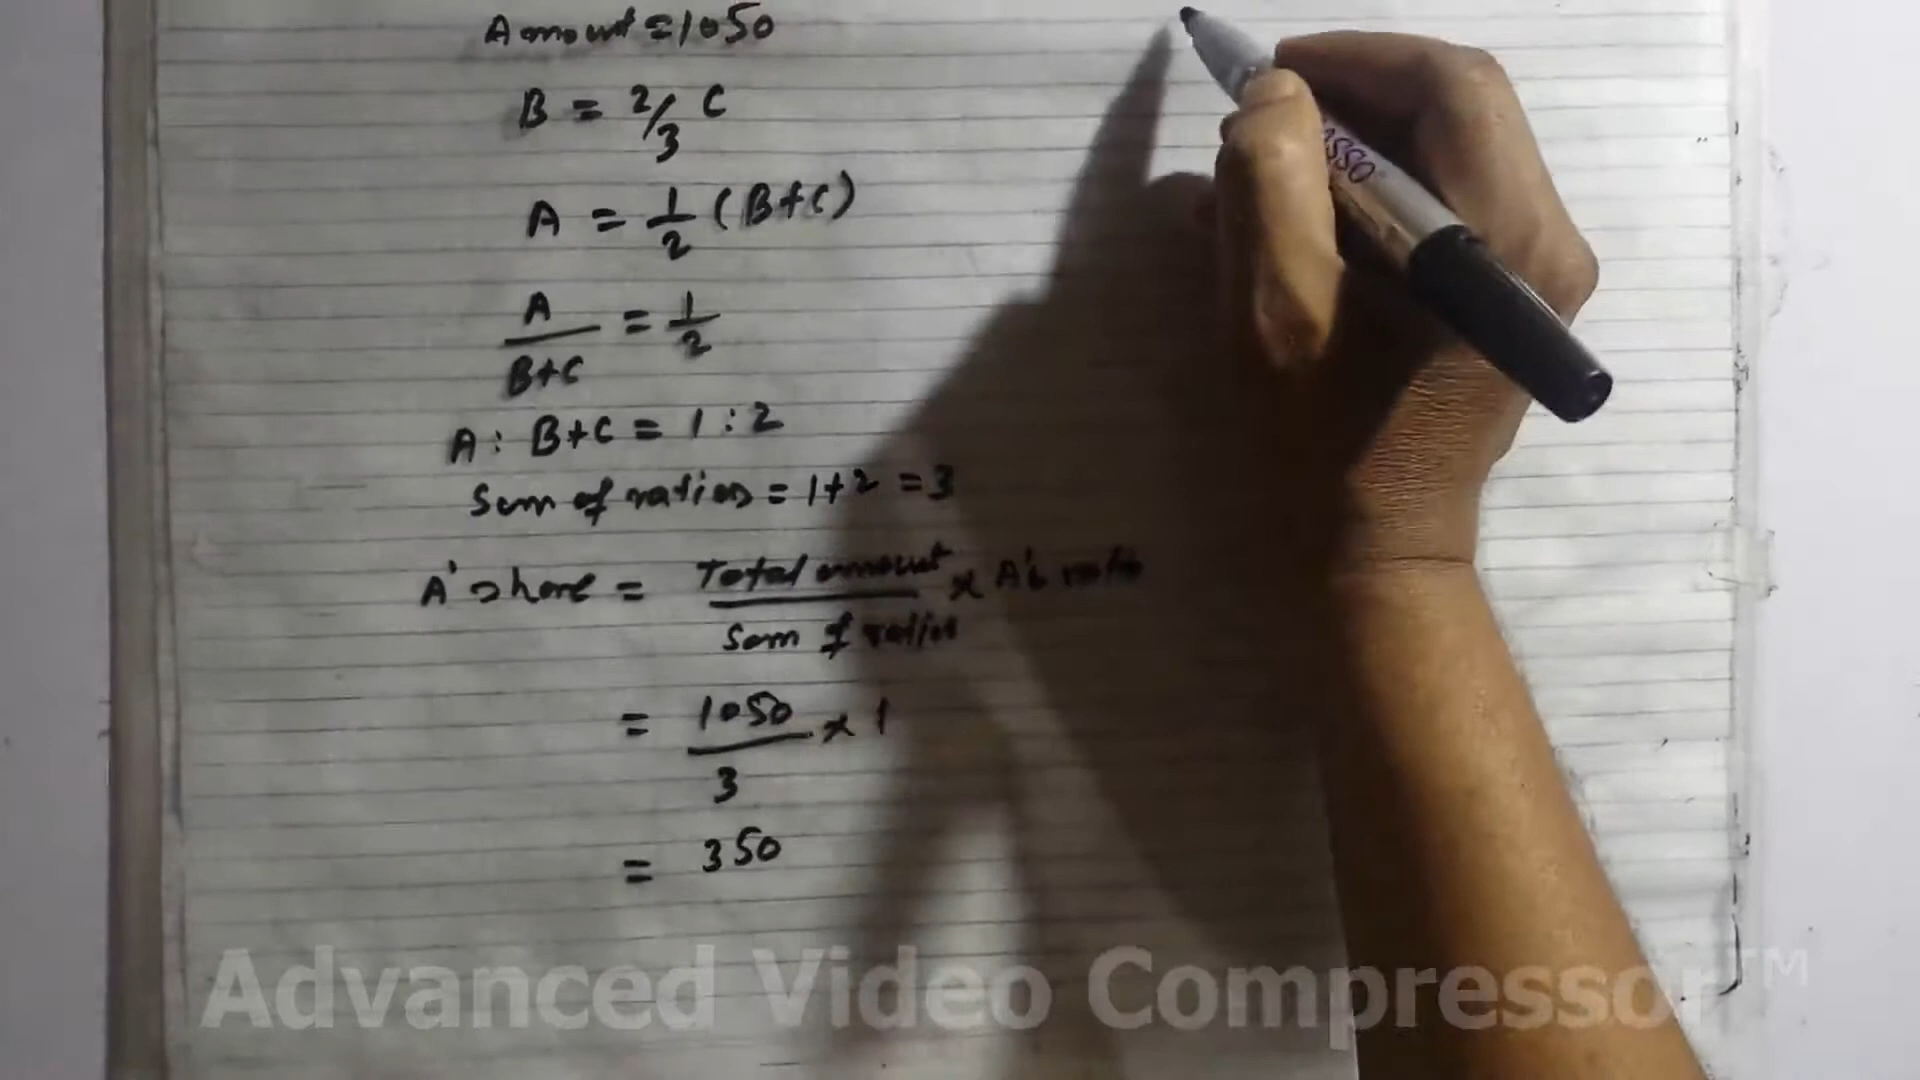 Amount = 1050
B = 2/3 C
A = 1/2 (B+C)
A/B+C = 1/2
A : B+C = 1 : 2
Sum of ratios = 1+2 = 3
A's share = Total amount/Sum of ratios × A's ratio
= 1050/3 × 1
= 350
Advanced Video Compressor™